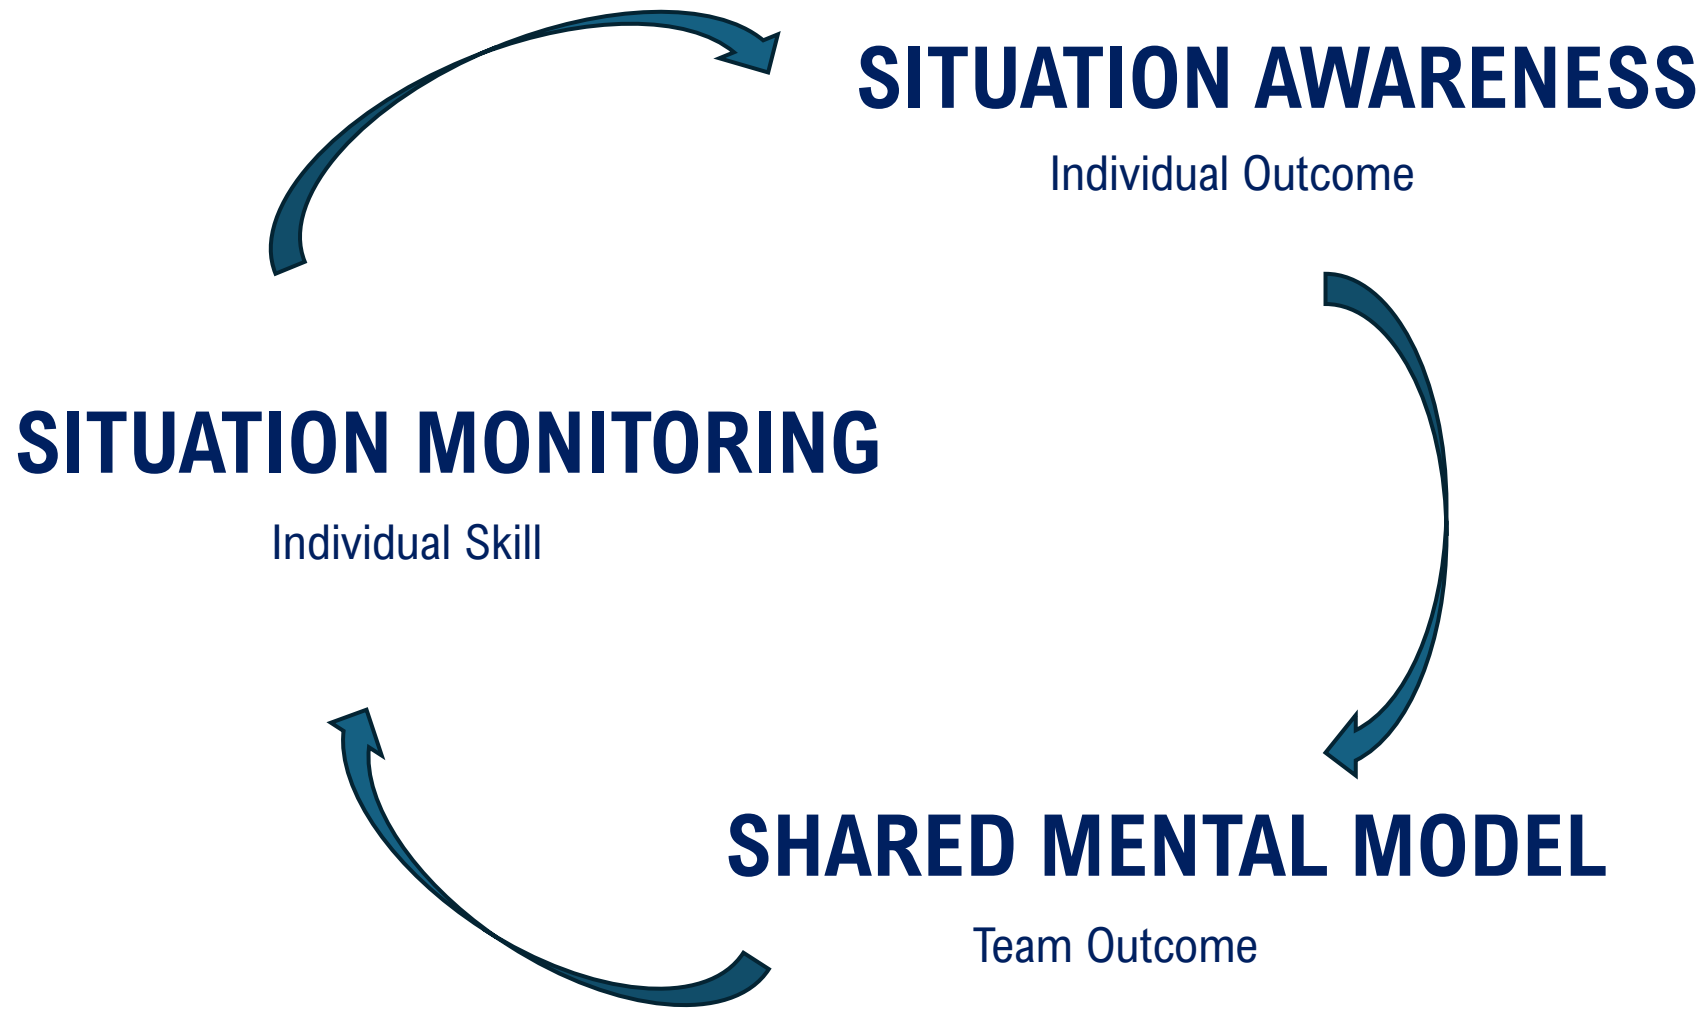 SITUATION AWARENESS
Individual Outcome
SITUATION MONITORING
Individual Skill
SHARED MENTAL MODEL
Team Outcome